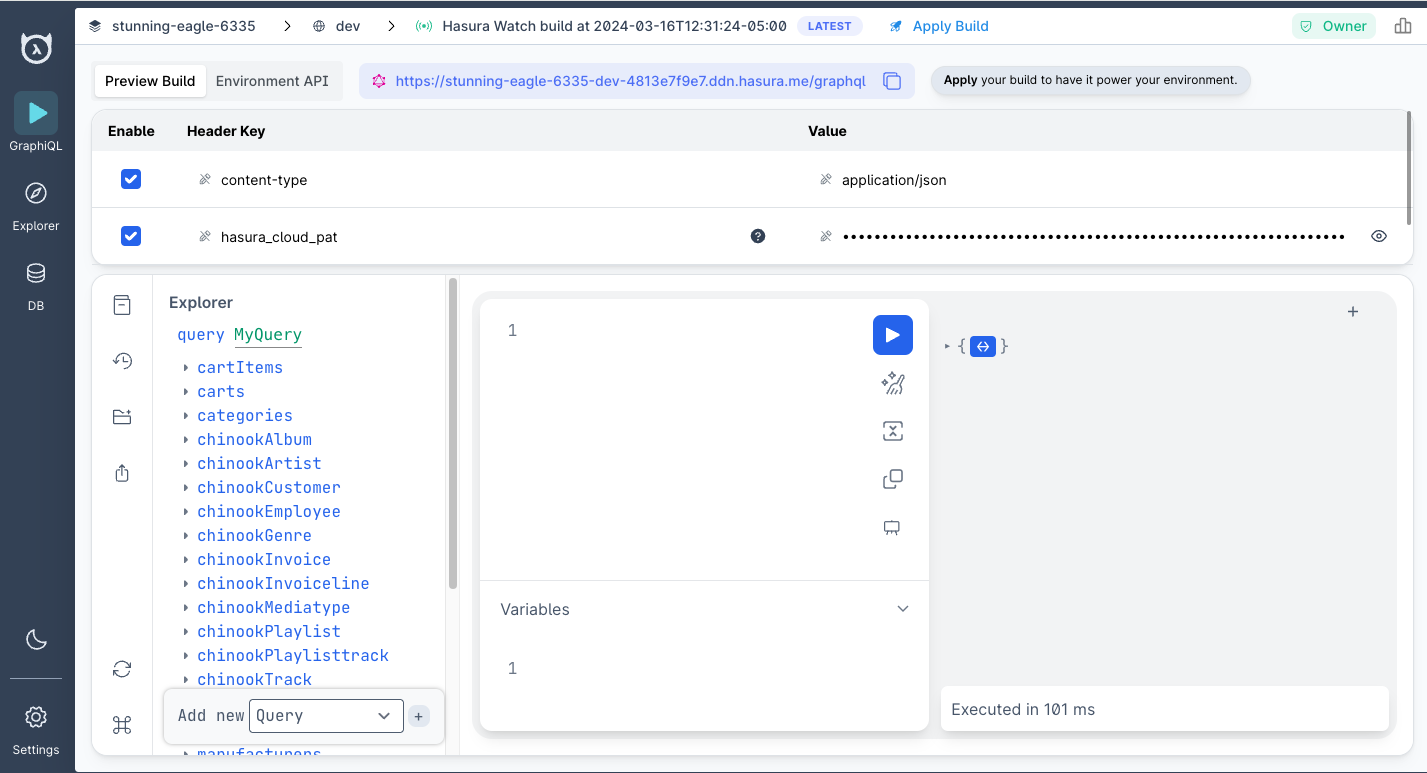 stunning-eagle-6335 dev Hasura Watch build at 2024-03-16T12:31:24-05:00 LATEST Apply Build Owner
Preview Build Environment API https://stunning-eagle-6335-dev-4813e7f9e7.ddn.hasura.me/graphql Apply your build to have it power your environment.
GraphiQL
Explorer
DB
Settings
Enable Header Key Value
content-type application/json
hasura_cloud_pat ••••••••••••••••••••••••••••••••••••••••••••••••••••••••••••••••
Explorer
query MyQuery
cartItems
carts
categories
chinookAlbum
chinookArtist
chinookCustomer
chinookEmployee
chinookGenre
chinookInvoice
chinookInvoiceline
chinookMediatype
chinookPlaylist
chinookPlaylisttrack
chinookTrack
Add new Query +
manufacturers
1
Variables
1
+
{ }
Executed in 101 ms